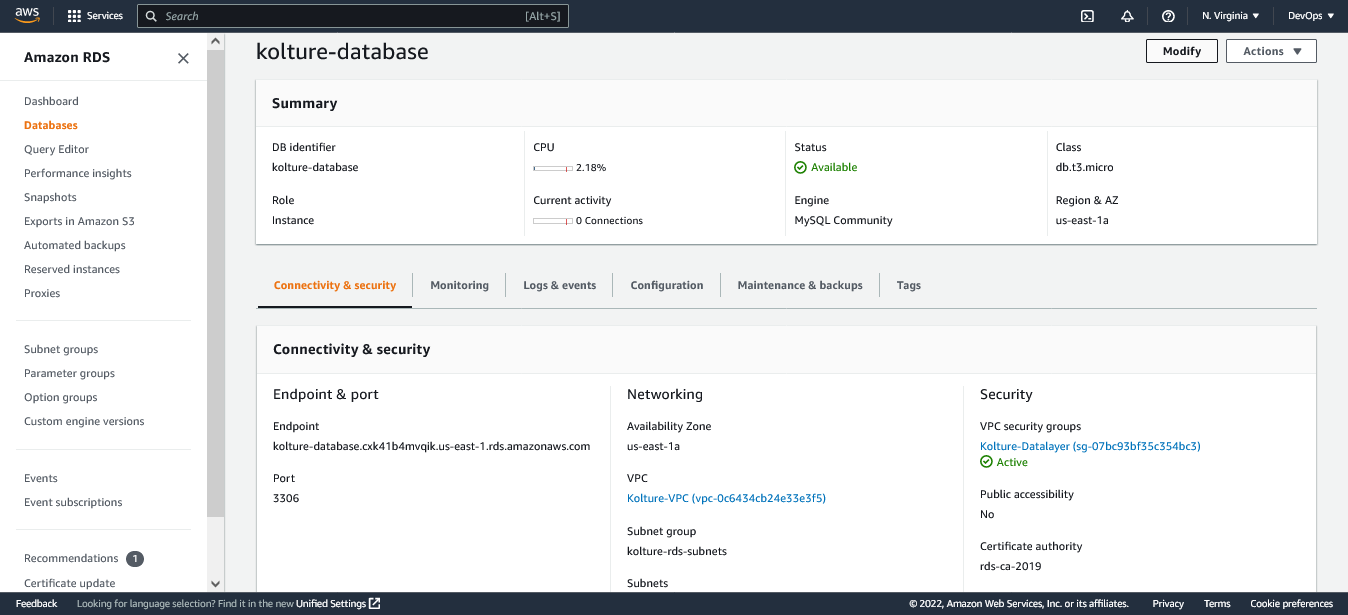 aws Services Search [Alt+S] N. Virginia DevOps
Amazon RDS
Dashboard
Databases
Query Editor
Performance insights
Snapshots
Exports in Amazon S3
Automated backups
Reserved instances
Proxies
Subnet groups
Parameter groups
Option groups
Custom engine versions
Events
Event subscriptions
Recommendations 1
Certificate update
kolture-database
Modify Actions
Summary
DB identifier
kolture-database
CPU
2.18%
Status
Available
Class
db.t3.micro
Role
Instance
Current activity
0 Connections
Engine
MySQL Community
Region & AZ
us-east-1a
Connectivity & security Monitoring Logs & events Configuration Maintenance & backups Tags
Connectivity & security
Endpoint & port
Endpoint
kolture-database.cxk41b4mvqik.us-east-1.rds.amazonaws.com
Port
3306
Networking
Availability Zone
us-east-1a
VPC
Kolture-VPC (vpc-0c6434cb24e33e3f5)
Subnet group
kolture-rds-subnets
Subnets
Security
VPC security groups
Kolture-Datalayer (sg-07bc93bf35c354bc3)
Active
Public accessibility
No
Certificate authority
rds-ca-2019
Feedback Looking for language selection? Find it in the new Unified Settings © 2022, Amazon Web Services, Inc. or its affiliates. Privacy Terms Cookie preferences